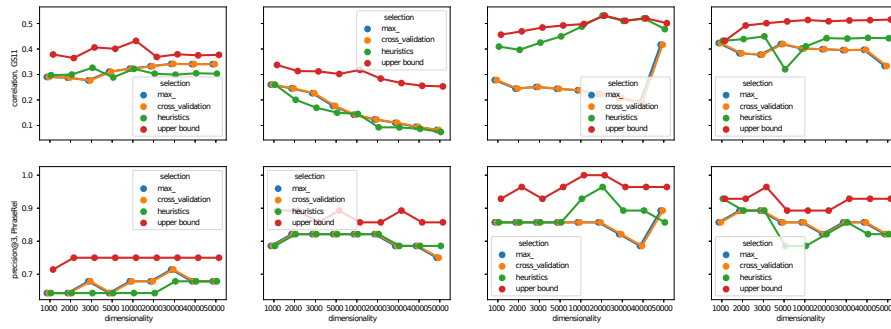 correlation, GS11
0.5
0.4
0.3
0.2
0.1
selection
max_
cross_validation
heuristics
upper bound
selection
max_
cross_validation
heuristics
upper bound
selection
max_
cross_validation
heuristics
upper bound
selection
max_
cross_validation
heuristics
upper bound
precision@3, PhraseRel
1.0
0.9
0.8
0.7
selection
max_
cross_validation
heuristics
upper bound
1000 2000 3000 5000 10000 20000 30000 40000 50000
dimensionality
selection
max_
cross_validation
heuristics
upper bound
1000 2000 3000 5000 10000 20000 30000 40000 50000
dimensionality
selection
max_
cross_validation
heuristics
upper bound
1000 2000 3000 5000 10000 20000 30000 40000 50000
dimensionality
selection
max_
cross_validation
heuristics
upper bound
1000 2000 3000 5000 10000 20000 30000 40000 50000
dimensionality